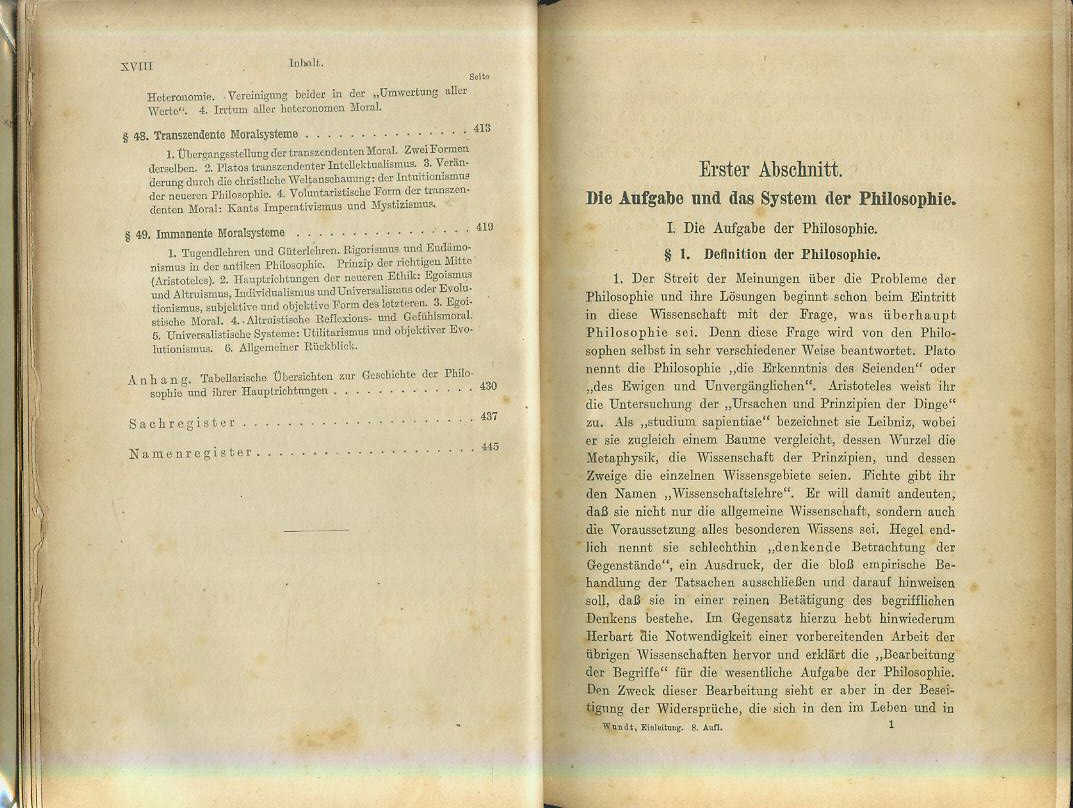 XVIII Inhalt.
Seite
Heteronomie. Vereinigung beider in der „Umwertung aller
Werte“. 4. Irrtum aller heteronomen Moral.
§ 48. Transzendente Moralsysteme . . . . . . . . . . . . . . . 413
1. Übergangsstellung der transzendenten Moral. Zwei Formen
derselben. 2. Platos transzendenter Intellektualismus. 3. Verän-
derung durch die christliche Weltanschauung: der Intuitionismus
der neueren Philosophie. 4. Voluntaristische Form der transzen-
denten Moral: Kants Imperativismus und Mystizismus.
§ 49. Immanente Moralsysteme . . . . . . . . . . . . . . . . 419
1. Tugendlehren und Güterlehren. Rigorismus und Eudämo-
nismus in der antiken Philosophie. Prinzip der richtigen Mitte
(Aristoteles). 2. Hauptrichtungen der neueren Ethik: Egoismus
und Altruismus, Individualismus und Universalismus oder Evolu-
tionismus, subjektive und objektive Form des letzteren. 3. Egoi-
stische Moral. 4. Altruistische Reflexions- und Gefühlsmoral.
5. Universalistische Systeme: Utilitarismus und objektiver Evo-
lutionismus. 6. Allgemeiner Rückblick.
Anhang. Tabellarische Übersichten zur Geschichte der Philo-
sophie und ihrer Hauptrichtungen . . . . . . . . . . . . . 430
Sachregister . . . . . . . . . . . . . . . . . . . . . 437
Namenregister . . . . . . . . . . . . . . . . . . . . 445
Erster Abschnitt.
Die Aufgabe und das System der Philosophie.
I. Die Aufgabe der Philosophie.
§ 1. Definition der Philosophie.
1. Der Streit der Meinungen über die Probleme der
Philosophie und ihre Lösungen beginnt schon beim Eintritt
in diese Wissenschaft mit der Frage, was überhaupt
Philosophie sei. Denn diese Frage wird von den Philo-
sophen selbst in sehr verschiedener Weise beantwortet. Plato
nennt die Philosophie „die Erkenntnis des Seienden“ oder
„des Ewigen und Unvergänglichen“. Aristoteles weist ihr
die Untersuchung der „Ursachen und Prinzipien der Dinge“
zu. Als „studium sapientiae“ bezeichnet sie Leibniz, wobei
er sie zugleich einem Baume vergleicht, dessen Wurzel die
Metaphysik, die Wissenschaft der Prinzipien, und dessen
Zweige die einzelnen Wissensgebiete seien. Fichte gibt ihr
den Namen „Wissenschaftslehre“. Er will damit andeuten,
daß sie nicht nur die allgemeine Wissenschaft, sondern auch
die Voraussetzung alles besonderen Wissens sei. Hegel end-
lich nennt sie schlechthin „denkende Betrachtung der
Gegenstände“, ein Ausdruck, der die bloß empirische Be-
handlung der Tatsachen ausschließen und darauf hinweisen
soll, daß sie in einer reinen Betätigung des begrifflichen
Denkens bestehe. Im Gegensatz hierzu hebt hinwiederum
Herbart die Notwendigkeit einer vorbereitenden Arbeit der
übrigen Wissenschaften hervor und erklärt die „Bearbeitung
der Begriffe“ für die wesentliche Aufgabe der Philosophie.
Den Zweck dieser Bearbeitung sieht er aber in der Besei-
tigung der Widersprüche, die sich in den im Leben und in
Wundt, Einleitung. 8. Aufl. 1